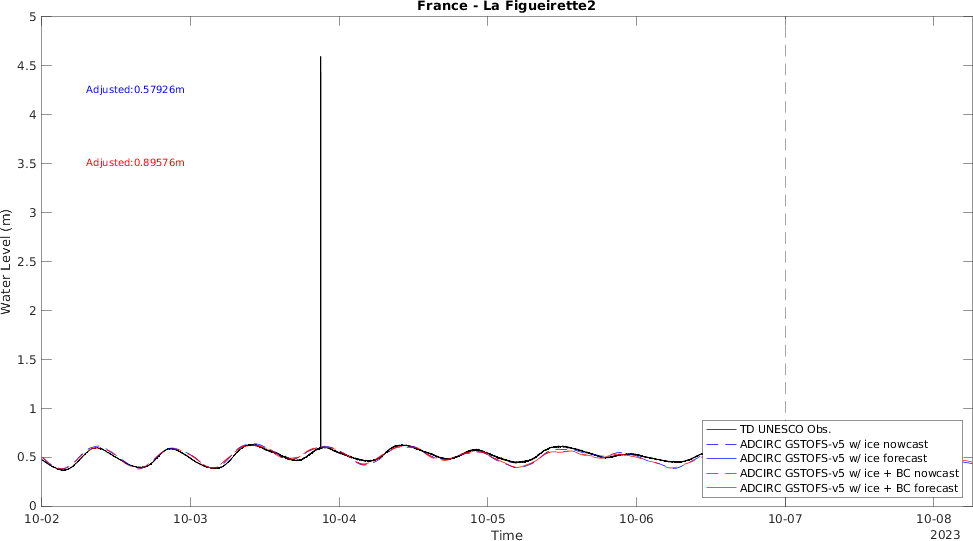 France - La Figueirette2
5
4.5
4
3.5
3
2.5
2
1.5
1
0.5
0
Water Level (m)
Adjusted:0.57926m
Adjusted:0.89576m
TD UNESCO Obs.
ADCIRC GSTOFS-v5 w/ ice nowcast
ADCIRC GSTOFS-v5 w/ ice forecast
ADCIRC GSTOFS-v5 w/ ice + BC nowcast
ADCIRC GSTOFS-v5 w/ ice + BC forecast
10-02 10-03 10-04 10-05 10-06 10-07 10-08
Time
2023